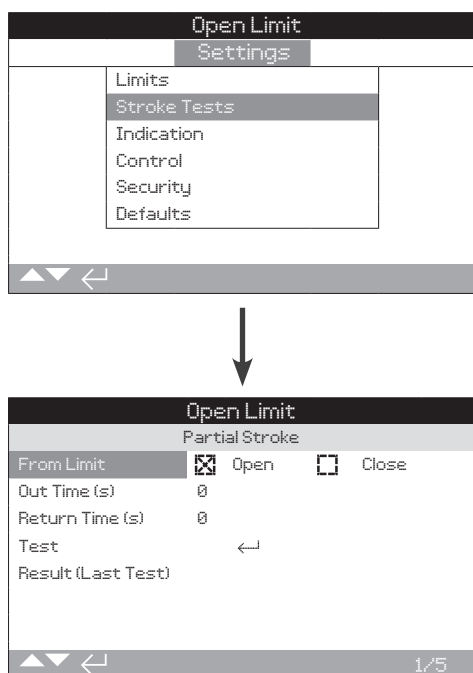 Open Limit
Settings
Limits
Stroke Tests
Indication
Control
Security
Defaults
Open Limit
Partial Stroke
From Limit Open Close
Out Time (s) 0
Return Time (s) 0
Test
Result (Last Test)
1/5